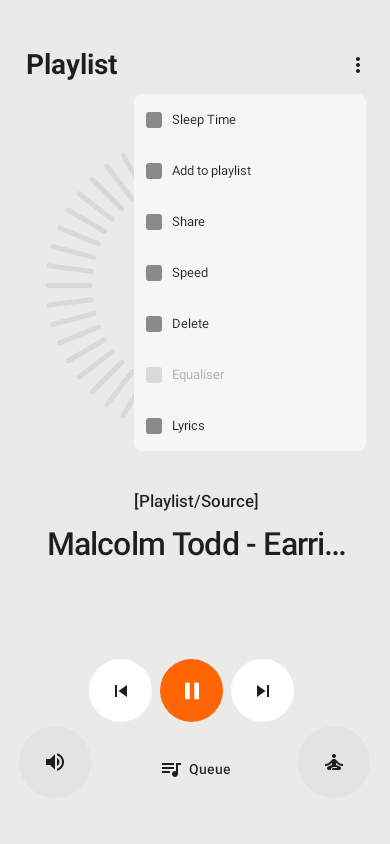 Playlist
Sleep Time
Add to playlist
Share
Speed
Delete
Equaliser
Lyrics
[Playlist/Source]
Malcolm Todd - Earri...
Queue